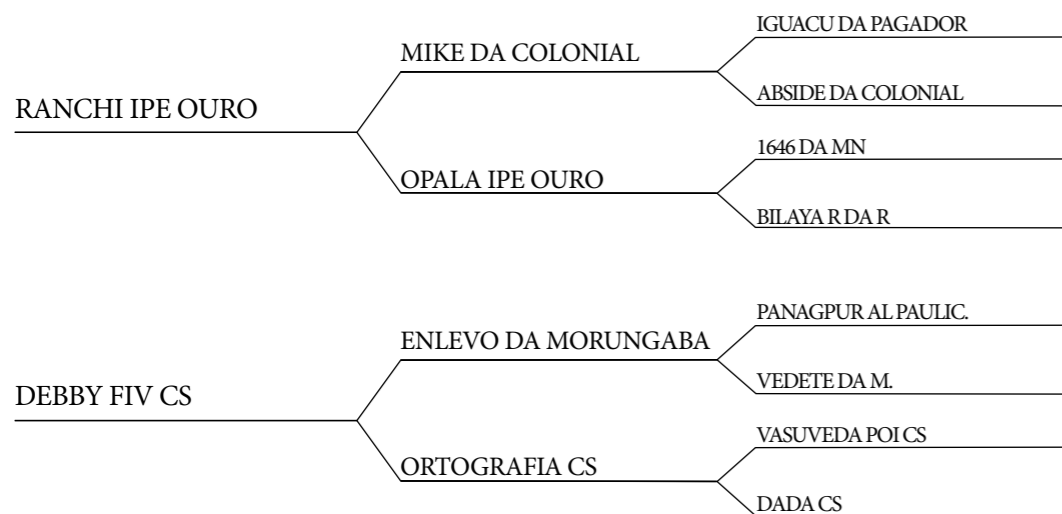 IGUACU DA PAGADOR
MIKE DA COLONIAL
ABSIDE DA COLONIAL
RANCHI IPE OURO
1646 DA MN
OPALA IPE OURO
BILAYA R DA R
PANAGPUR AL PAULIC.
ENLEVO DA MORUNGABA
VEDETE DA M.
DEBBY FIV CS
VASUVEDA POI CS
ORTOGRAFIA CS
DADA CS